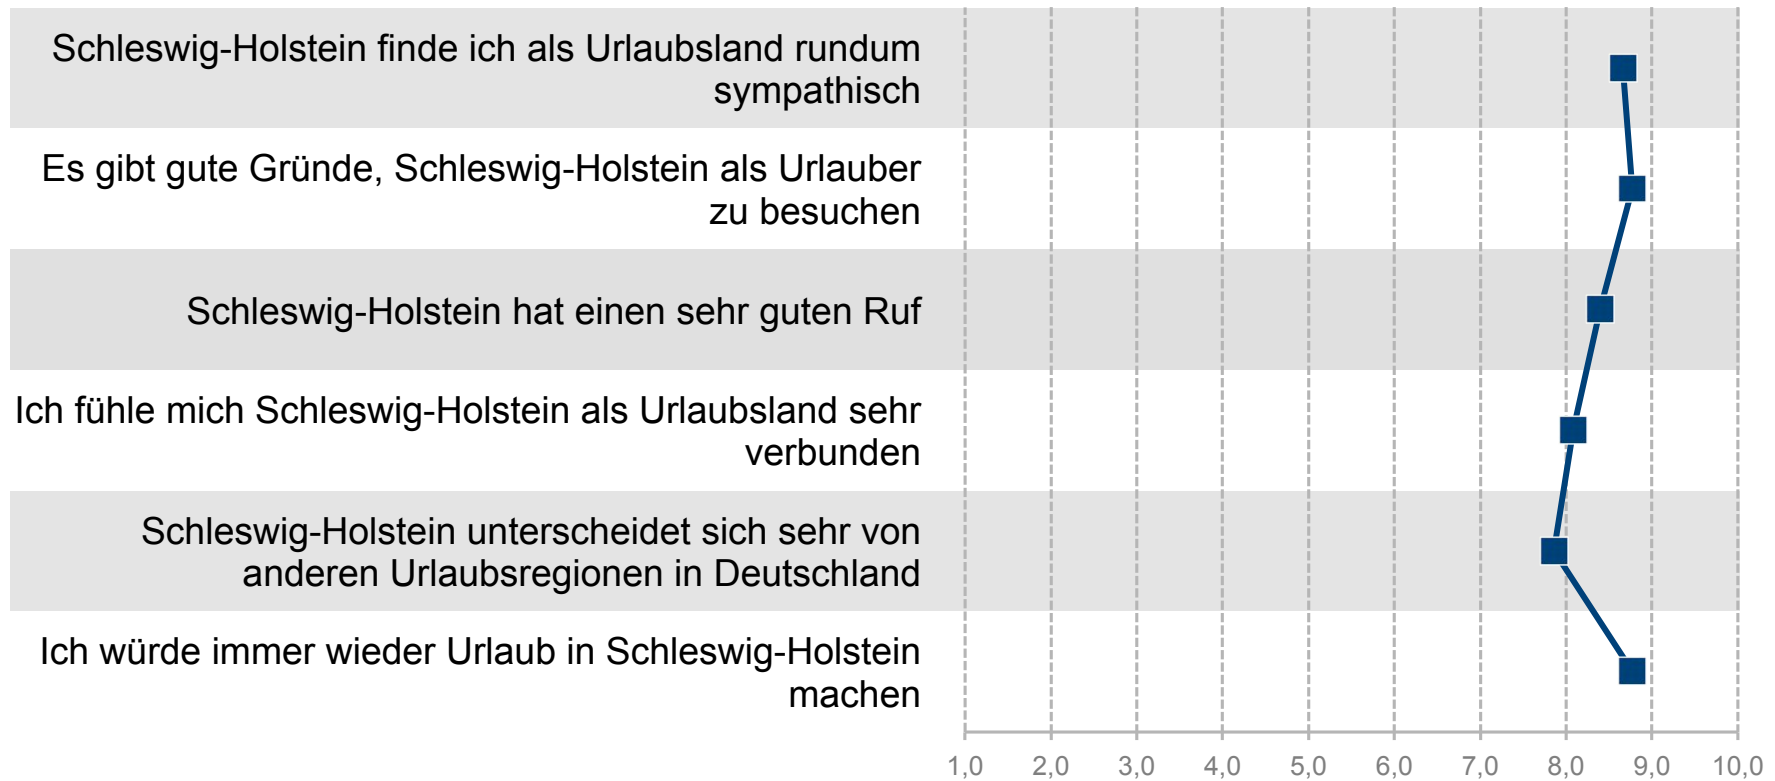 Schleswig-Holstein finde ich als Urlaubsland rundum
sympathisch
Es gibt gute Gründe, Schleswig-Holstein als Urlauber
zu besuchen
Schleswig-Holstein hat einen sehr guten Ruf
Ich fühle mich Schleswig-Holstein als Urlaubsland sehr
verbunden
Schleswig-Holstein unterscheidet sich sehr von
anderen Urlaubsregionen in Deutschland
Ich würde immer wieder Urlaub in Schleswig-Holstein
machen
1,0 2,0 3,0 4,0 5,0 6,0 7,0 8,0 9,0 10,0